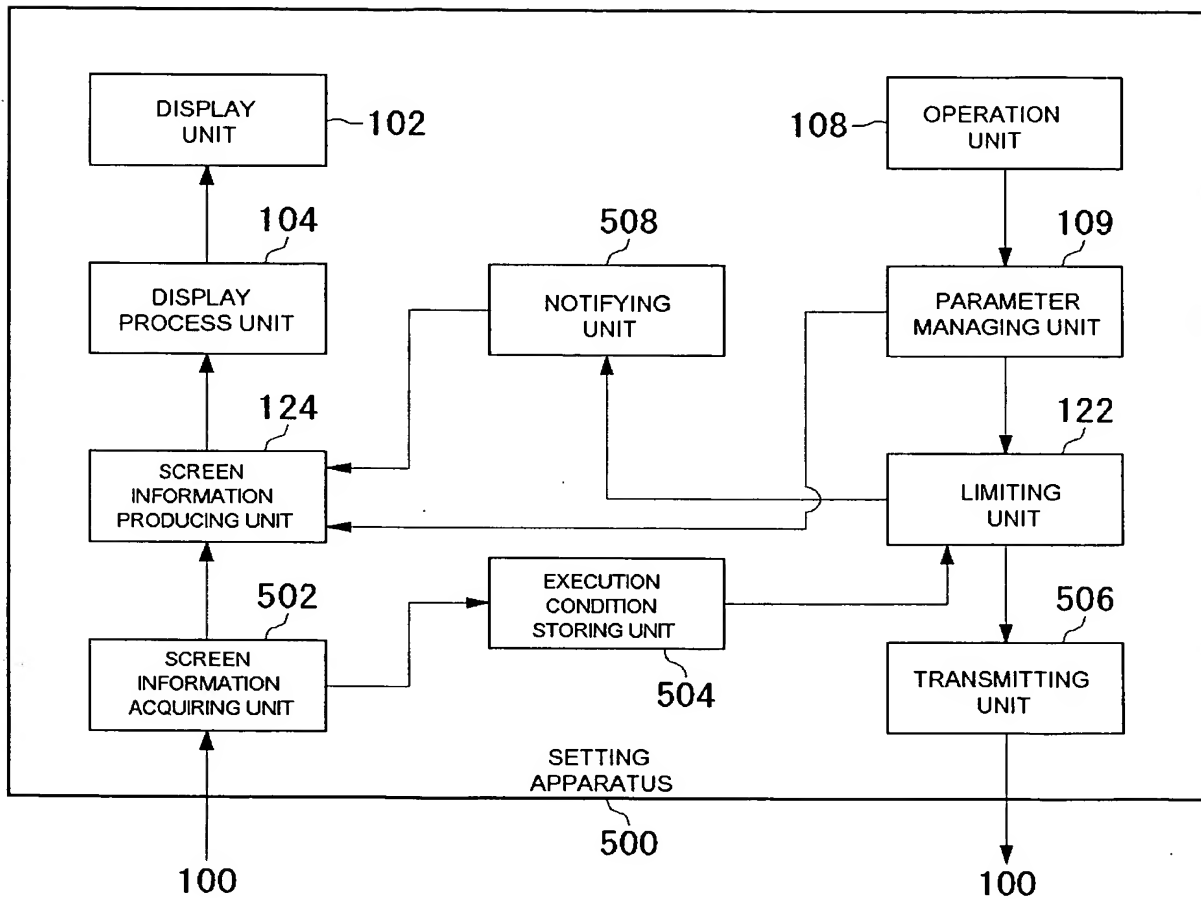 DISPLAY
UNIT
102
108
OPERATION
UNIT
104
508
109
DISPLAY
PROCESS UNIT
NOTIFYING
UNIT
PARAMETER
MANAGING UNIT
124
122
SCREEN
INFORMATION
PRODUCING UNIT
LIMITING
UNIT
502
EXECUTION
CONDITION
STORING UNIT
506
SCREEN
INFORMATION
ACQUIRING UNIT
504
TRANSMITTING
UNIT
SETTING
APPARATUS
500
100
100